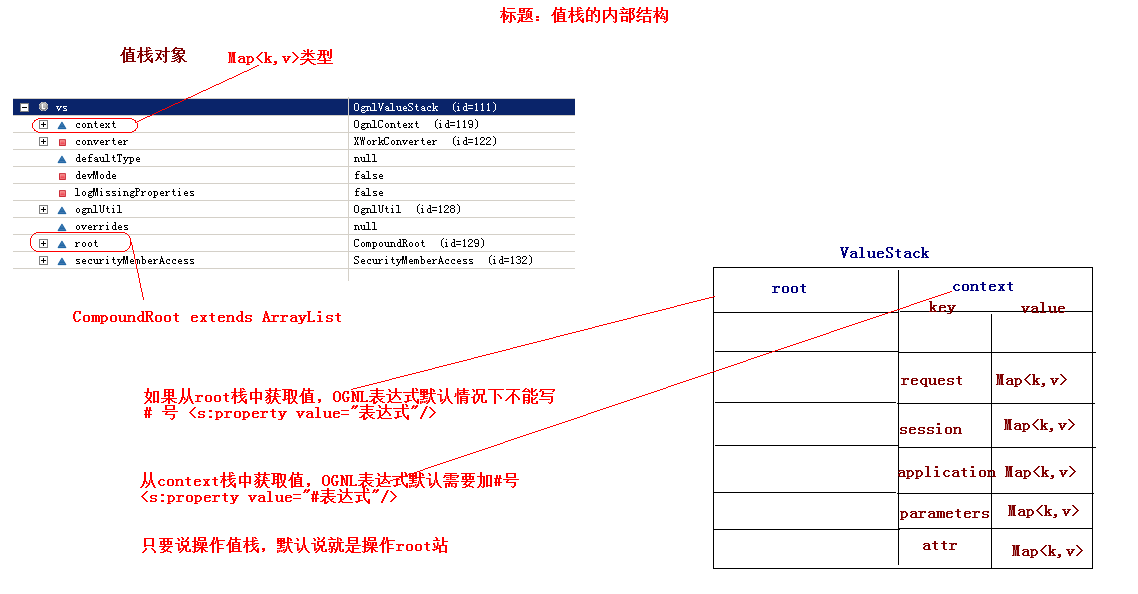 标题：值栈的内部结构
值栈对象
Map<k,v>类型
vs OgnlValueStack (id=111)
context OgnlContext (id=119)
converter XWorkConverter (id=122)
defaultType null
devMode false
logMissingProperties false
ognlUtil OgnlUtil (id=128)
overrides null
root CompoundRoot (id=129)
securityMemberAccess SecurityMemberAccess (id=132)
CompoundRoot extends ArrayList
如果从root栈中获取值，OGNL表达式默认情况下不能写
# 号 <s:property value="表达式"/>
从context栈中获取值，OGNL表达式默认需要加#号
<s:property value="#表达式"/>
只要说操作值栈，默认说就是操作root站
ValueStack
root context
key value
request Map<k,v>
session Map<k,v>
application Map<k,v>
parameters Map<k,v>
attr Map<k,v>